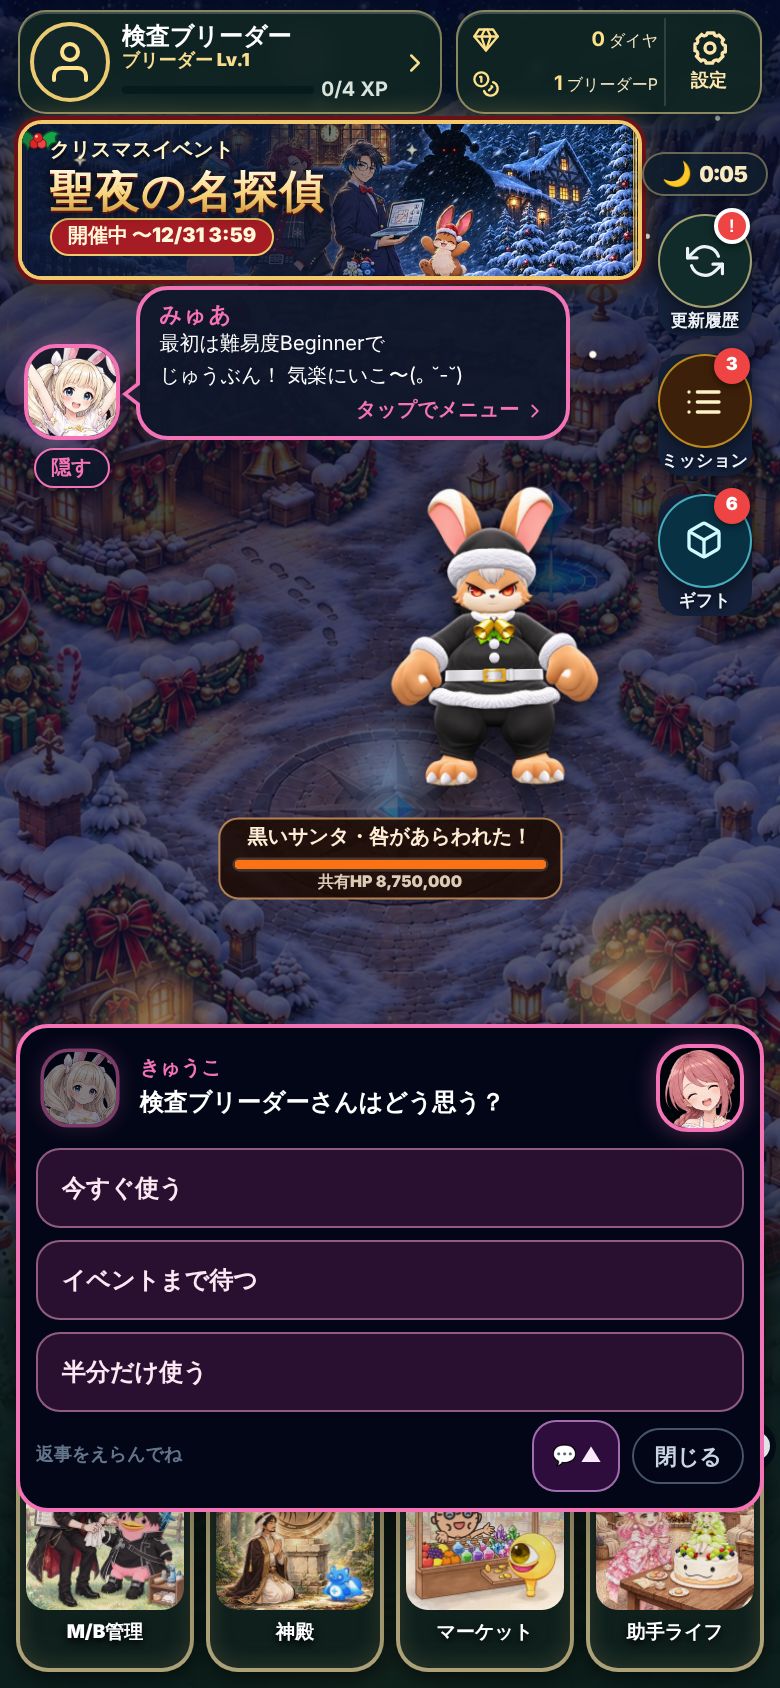 検査ブリーダー
ブリーダー Lv.1
0/4 XP
0 ダイヤ
1 ブリーダーP
設定
クリスマスイベント
聖夜の名探偵
開催中 〜12/31 3:59
🌙 0:05
!
更新履歴
みゅあ
最初は難易度Beginnerで
じゅうぶん！ 気楽にいこ〜(｡ ˘-˘)
タップでメニュー
隠す
3
ミッション
6
ギフト
黒いサンタ・咎があらわれた！
共有HP 8,750,000
きゅうこ
検査ブリーダーさんはどう思う？
今すぐ使う
イベントまで待つ
半分だけ使う
返事をえらんでね
💬▲
閉じる
M/B管理
神殿
マーケット
助手ライフ